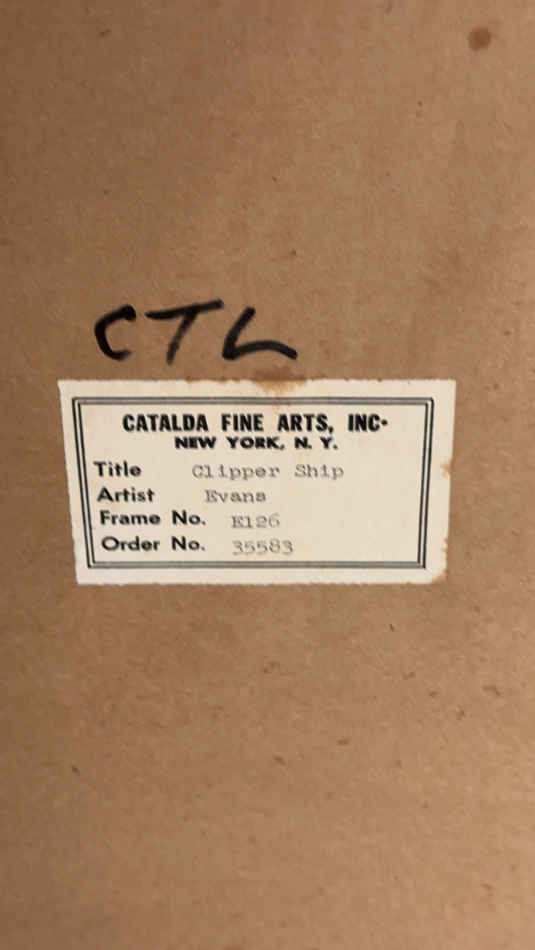 CTL
CATALDA FINE ARTS, INC.
NEW YORK, N. Y.
Title Clipper Ship
Artist Evans
Frame No. E126
Order No. 35583